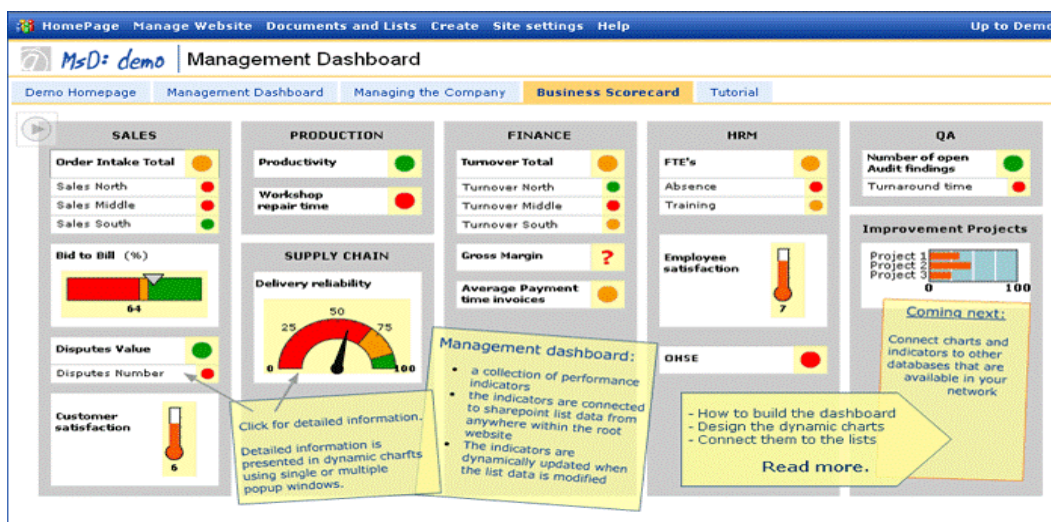 HomePage Manage Website Documents and Lists Create Site settings Help Up to Demo
MsD: demo Management Dashboard
Demo Homepage Management Dashboard Managing the Company Business Scorecard Tutorial
SALES
Order Intake Total
Sales North
Sales Middle
Sales South
Bid to Bill (%)
64
Disputes Value
Disputes Number
Customer
satisfaction
6
PRODUCTION
Productivity
Workshop
repair time
SUPPLY CHAIN
Delivery reliability
0 25 50 75 100
Click for detailed information.
Detailed information is
presented in dynamic charfts
using single or multiple
popup windows.
FINANCE
Turnover Total
Turnover North
Turnover Middle
Turnover South
Gross Margin ?
Average Payment
time invoices
Management dashboard:
• a collection of performance
indicators
• the indicators are connected
to sharepoint list data from
anywhere within the root
website
• The indicators are
dynamically updated when
the list data is modified
HRM
FTE's
Absence
Training
Employee
satisfaction
7
OHSE
- How to build the dashboard
- Design the dynamic charts
- Connect them to the lists
Read more.
QA
Number of open
Audit findings
Turnaround time
Improvement Projects
Project 1
Project 2
Project 3
0 100
Coming next:
Connect charts and
indicators to other
databases that are
available in your
network